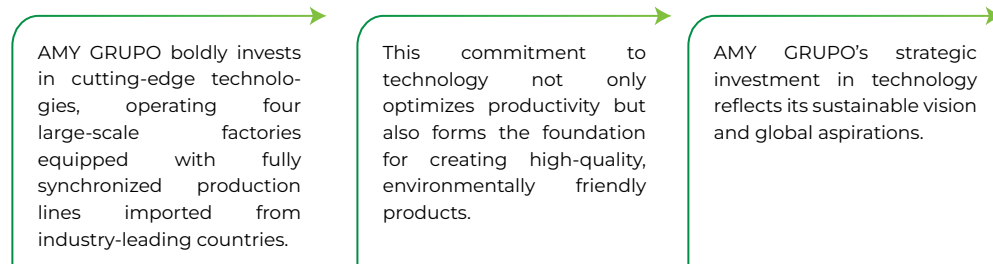 AMY GRUPO boldly invests
in cutting-edge technolo-
gies, operating four
large-scale factories
equipped with fully
synchronized production
lines imported from
industry-leading countries.
This commitment to
technology not only
optimizes productivity but
also forms the foundation
for creating high-quality,
environmentally friendly
products.
AMY GRUPO’s strategic
investment in technology
reflects its sustainable vision
and global aspirations.